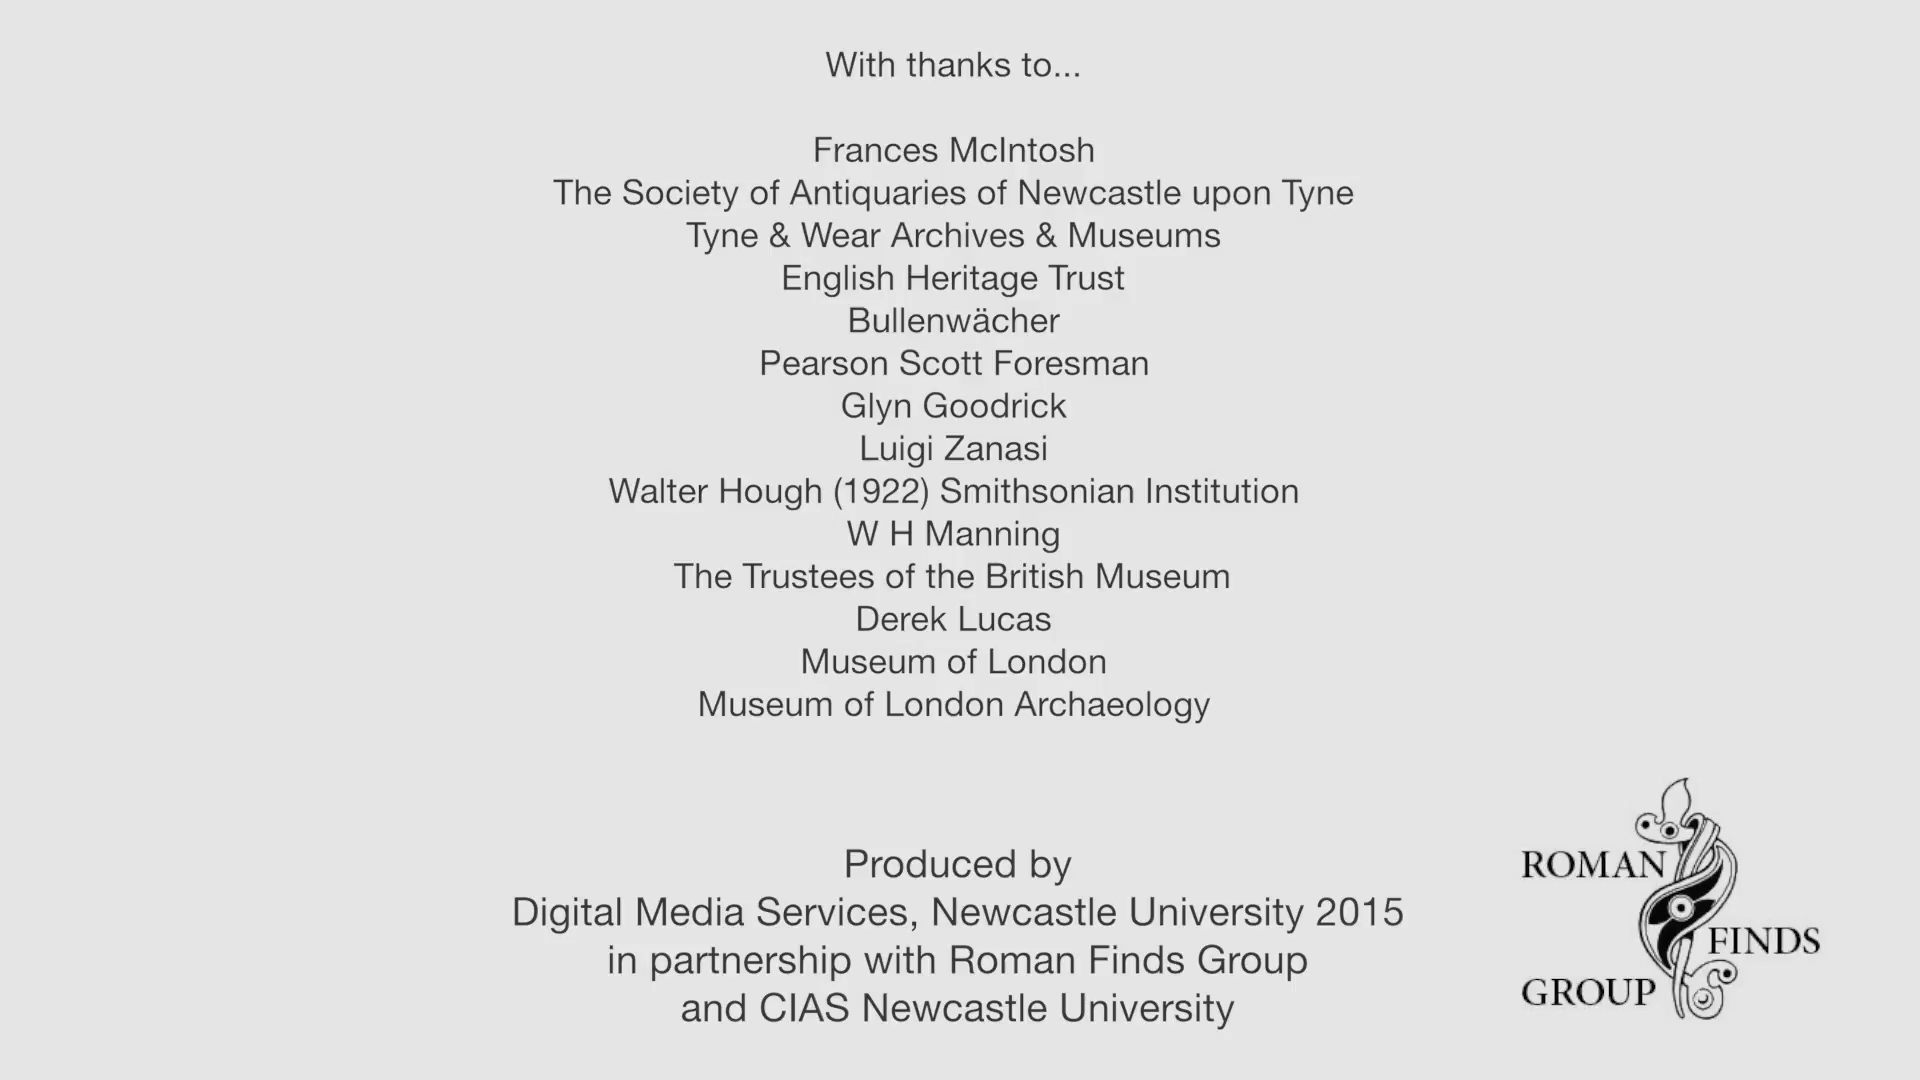 With thanks to...
Frances McIntosh
The Society of Antiquaries of Newcastle upon Tyne
Tyne & Wear Archives & Museums
English Heritage Trust
Bullenwächer
Pearson Scott Foresman
Glyn Goodrick
Luigi Zanasi
Walter Hough (1922) Smithsonian Institution
W H Manning
The Trustees of the British Museum
Derek Lucas
Museum of London
Museum of London Archaeology
Produced by
Digital Media Services, Newcastle University 2015
in partnership with Roman Finds Group
and CIAS Newcastle University
ROMAN
FINDS
GROUP